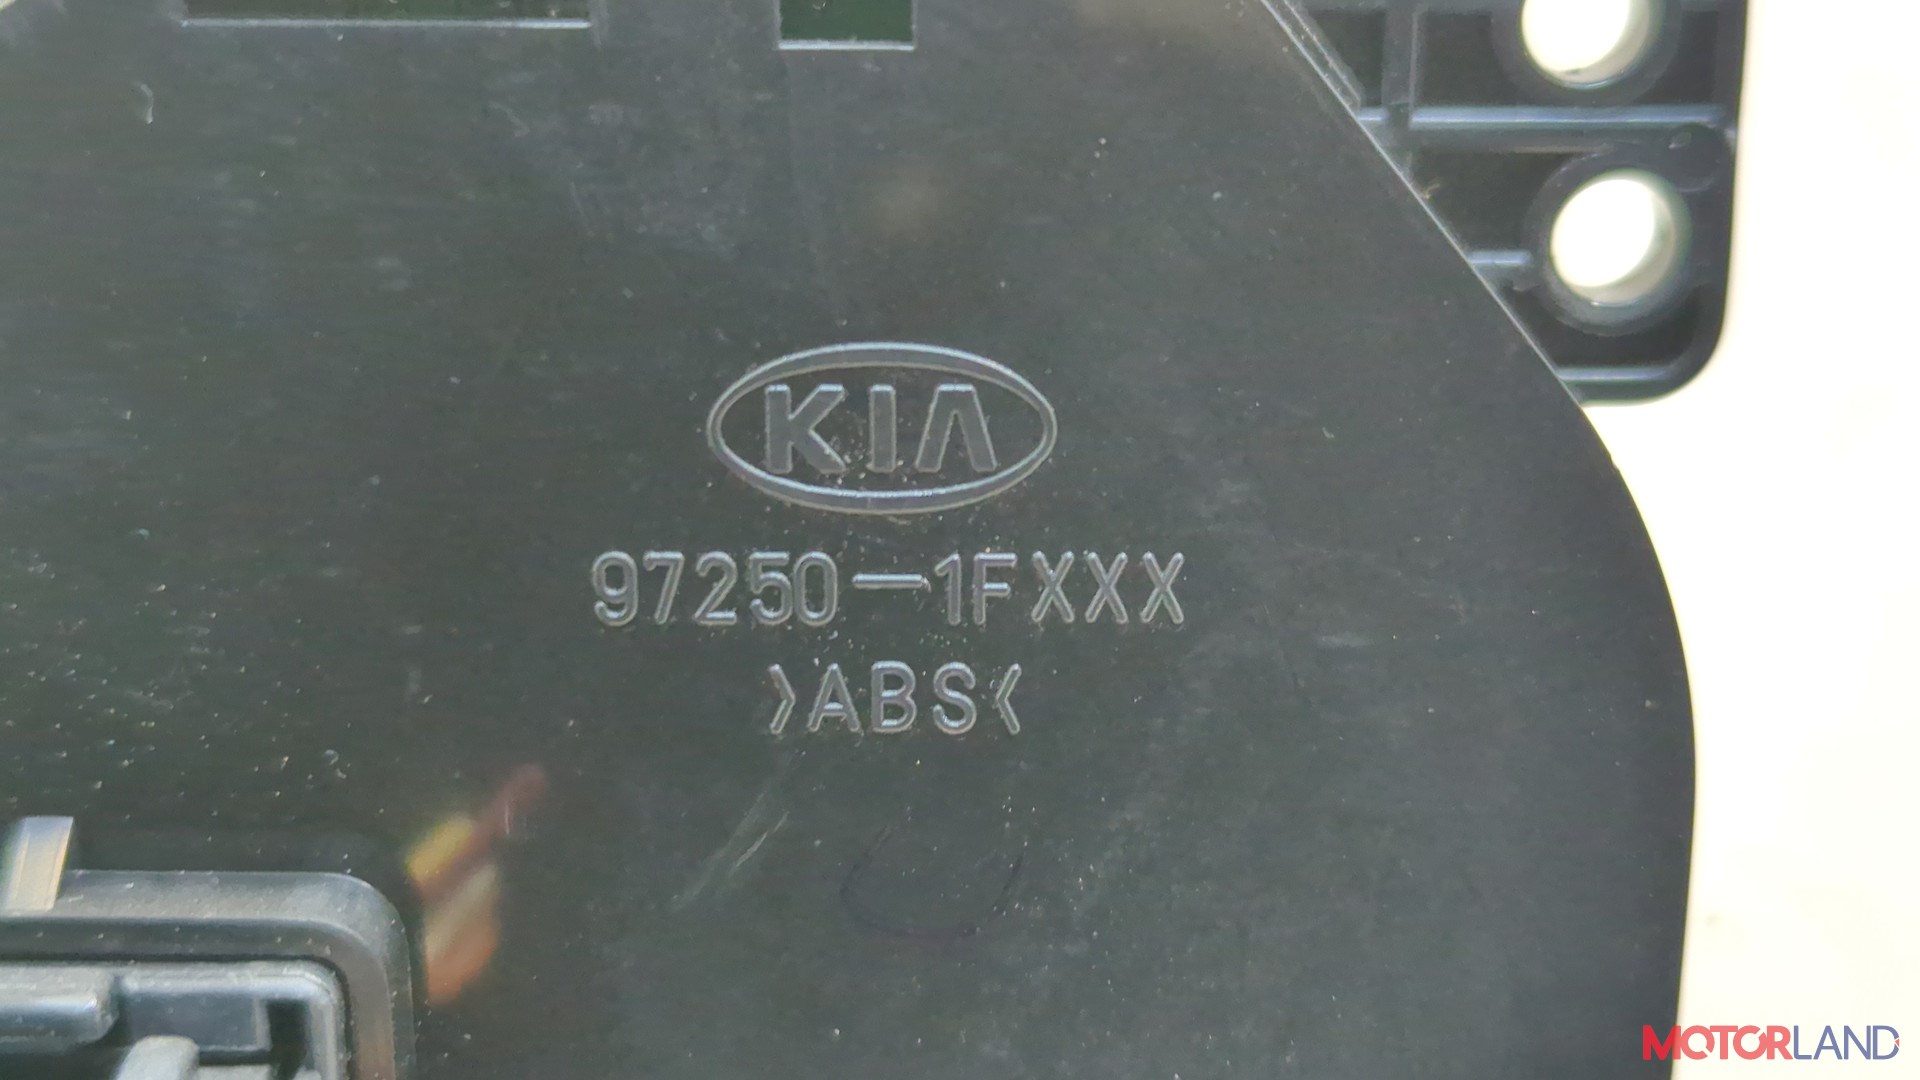 KIA
97250-1FXXX
>ABS<
MOTORLAND